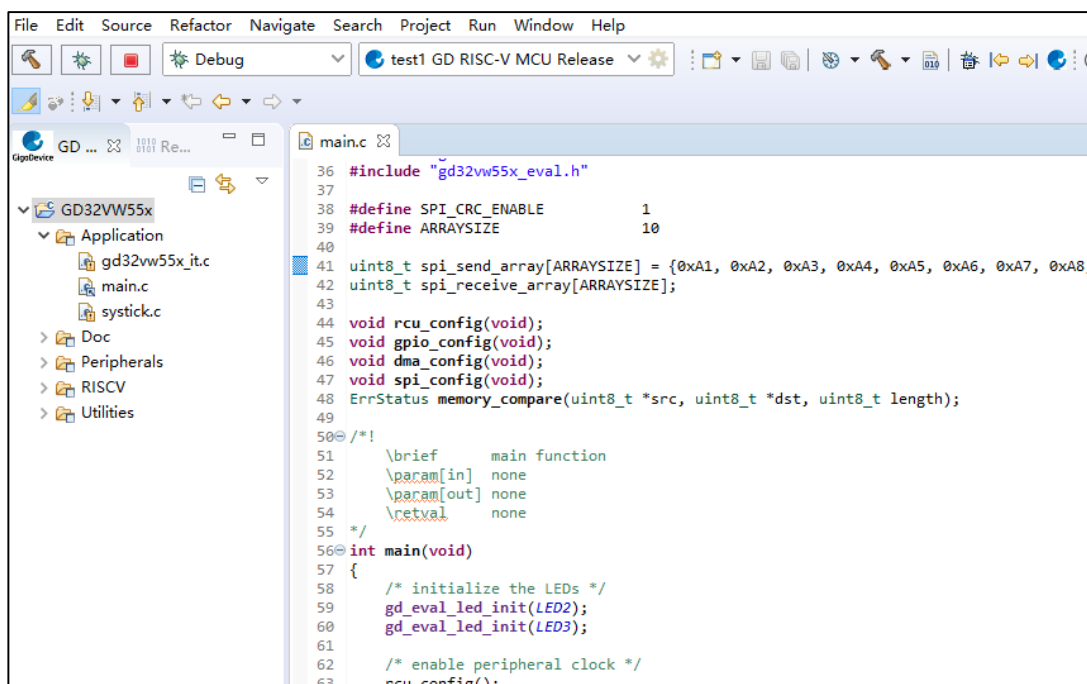 File Edit Source Refactor Navigate Search Project Run Window Help
Debug
test1 GD RISC-V MCU Release
010
GigaDevice
GD ...
1010
0101
Re...
main.c
GD32VW55x
Application
gd32vw55x_it.c
main.c
systick.c
Doc
Peripherals
RISCV
Utilities
36 #include "gd32vw55x_eval.h"
37
38 #define SPI_CRC_ENABLE 1
39 #define ARRAYSIZE 10
40
41 uint8_t spi_send_array[ARRAYSIZE] = {0xA1, 0xA2, 0xA3, 0xA4, 0xA5, 0xA6, 0xA7, 0xA8,
42 uint8_t spi_receive_array[ARRAYSIZE];
43
44 void rcu_config(void);
45 void gpio_config(void);
46 void dma_config(void);
47 void spi_config(void);
48 ErrStatus memory_compare(uint8_t *src, uint8_t *dst, uint8_t length);
49
50 /*!
51 \brief main function
52 \param[in] none
53 \param[out] none
54 \retval none
55 */
56 int main(void)
57 {
58 /* initialize the LEDs */
59 gd_eval_led_init(LED2);
60 gd_eval_led_init(LED3);
61
62 /* enable peripheral clock */
63 rcu_config();